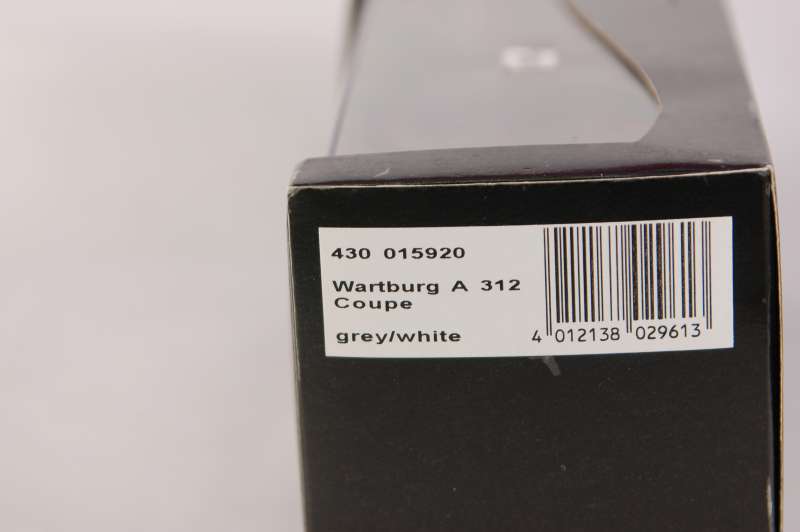 430 015920
Wartburg A 312
Coupe
grey/white
4 012138 029613